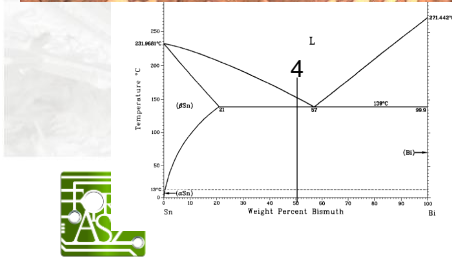 271.442°C
250
L
231.9681°C
200
4
150
139°C
(βSn)
21
57
99.9
100
Temperature °C
50
(Bi)
13°C
(αSn)
0
0
10
20
30
40
50
60
70
80
90
100
Sn
Weight Percent Bismuth
Bi
AS